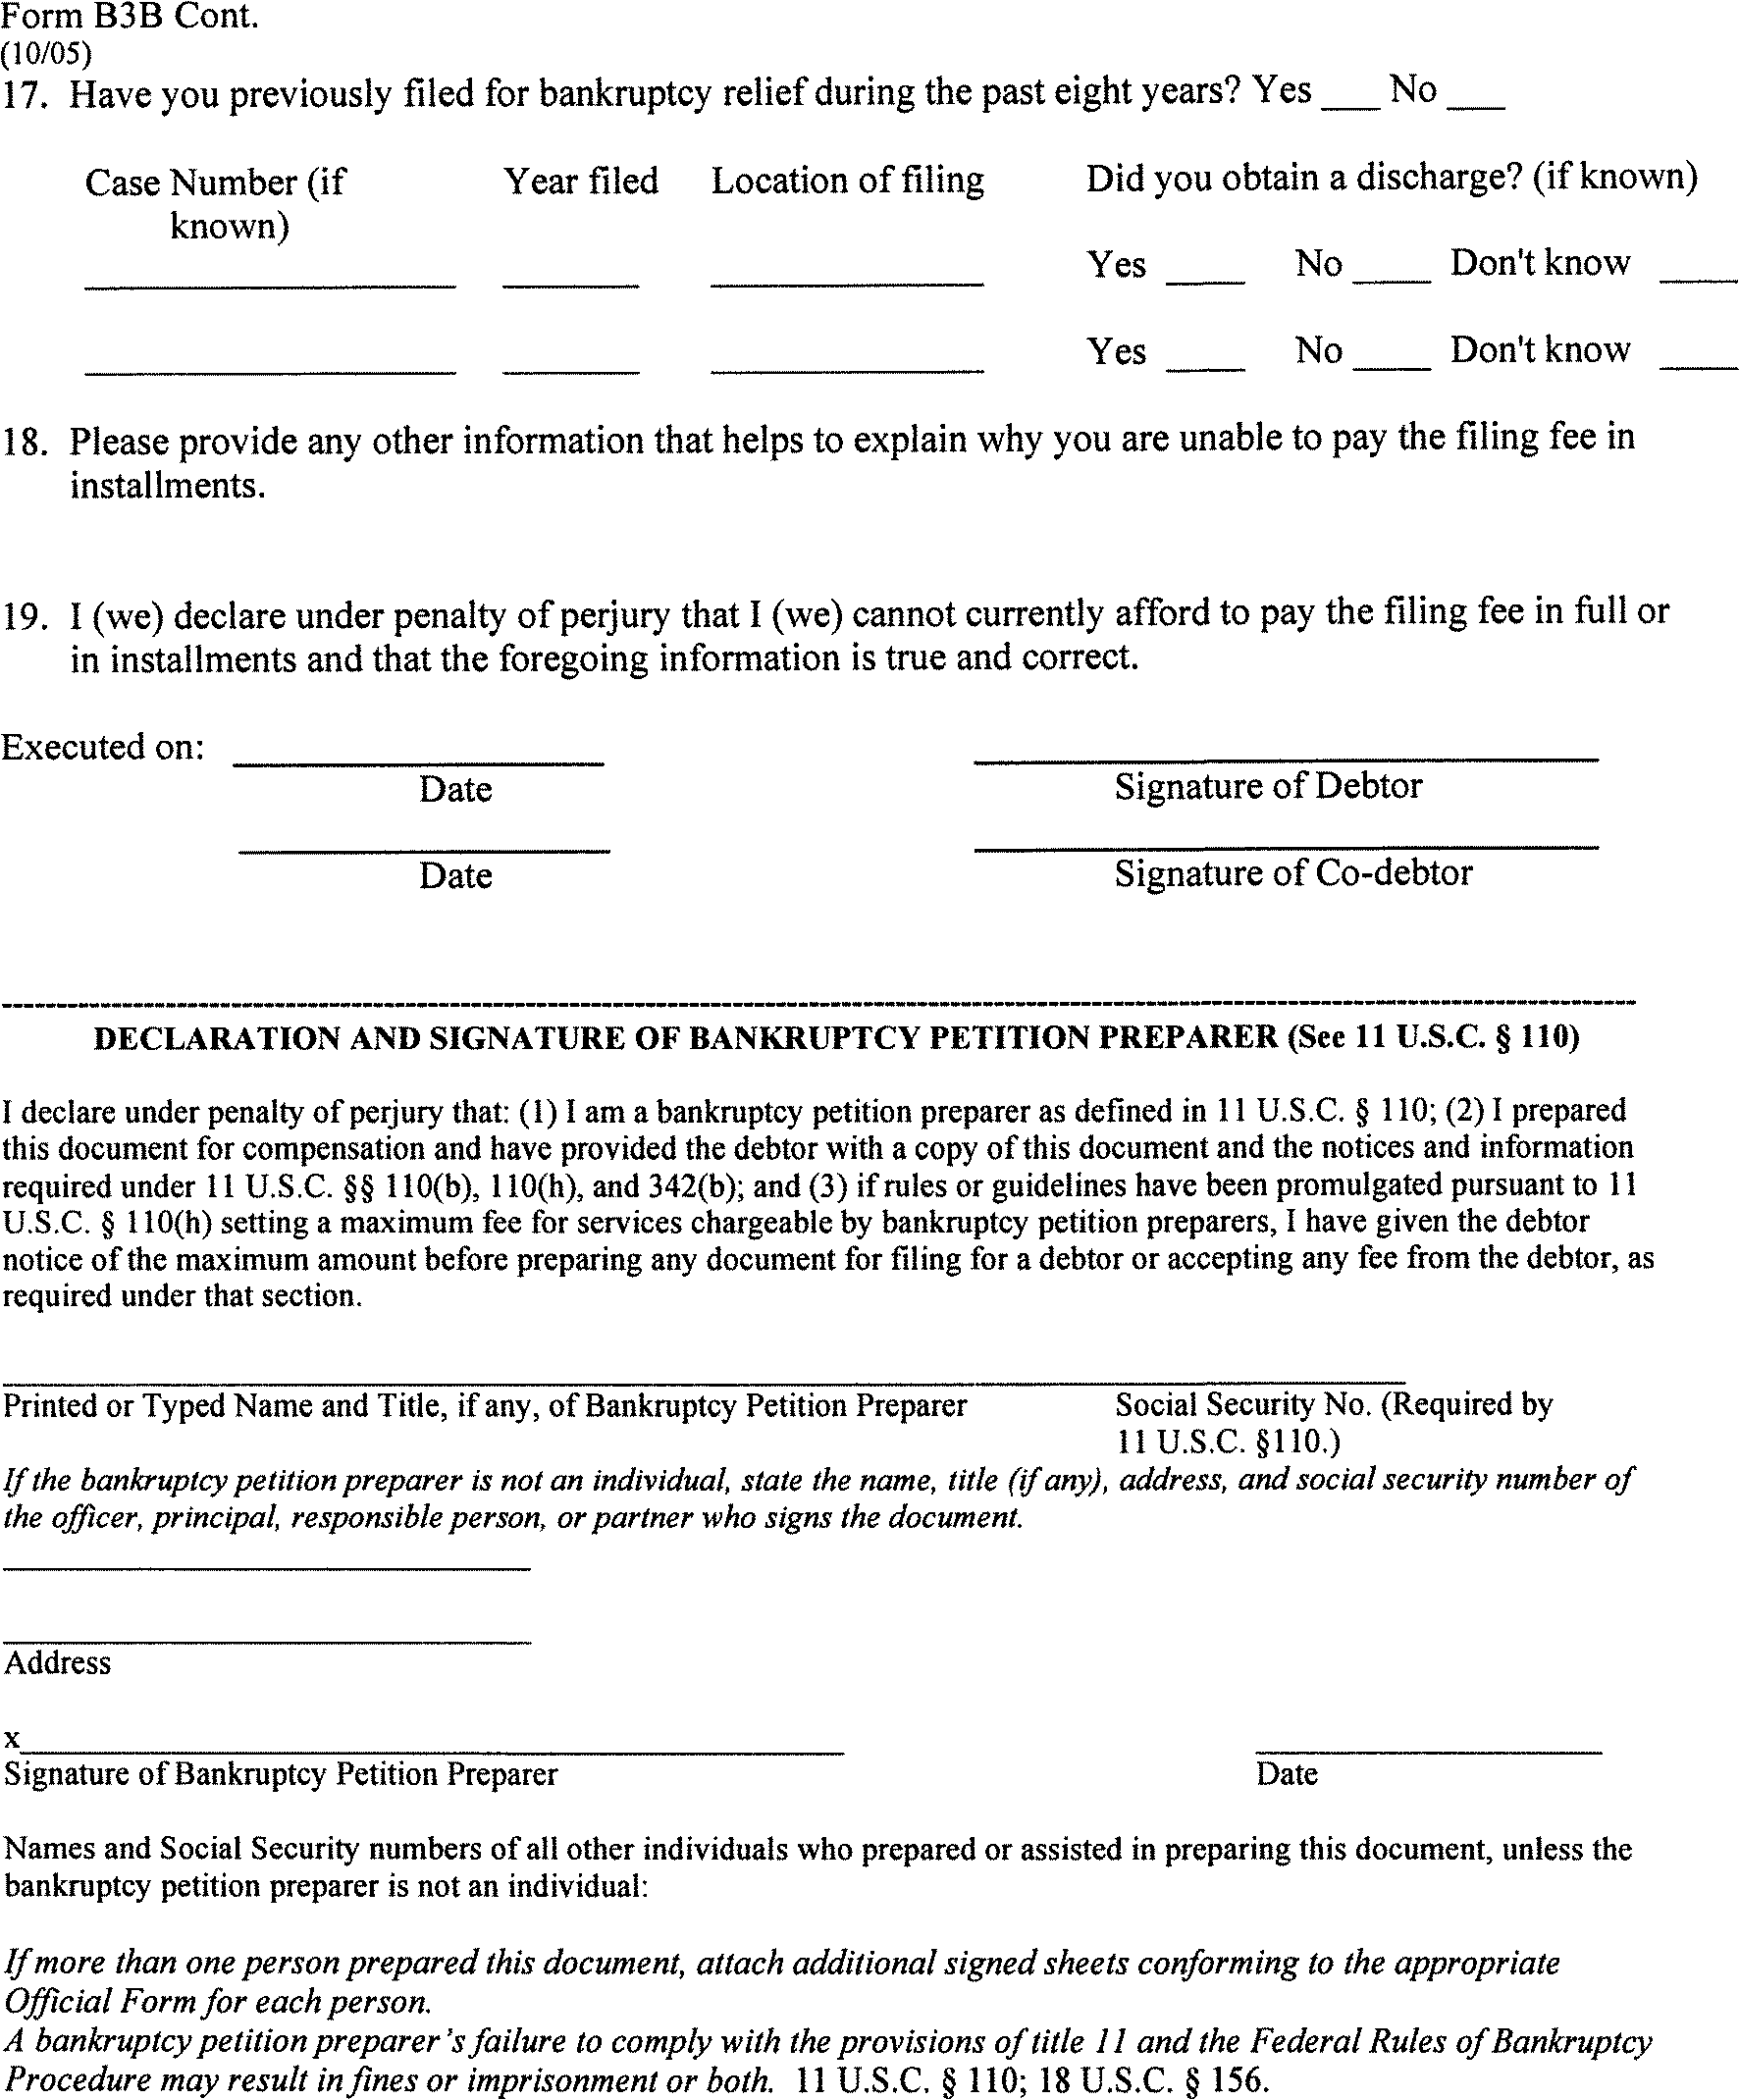 Form B3B Cont.
(10/05)
17. Have you previously filed for bankruptcy relief during the past eight years? Yes ___ No ___
Case Number (if known) Year filed Location of filing Did you obtain a discharge? (if known)
Yes ____ No ____ Don't know ____
Yes ____ No ____ Don't know ____
18. Please provide any other information that helps to explain why you are unable to pay the filing fee in
installments.
19. I (we) declare under penalty of perjury that I (we) cannot currently afford to pay the filing fee in full or
in installments and that the foregoing information is true and correct.
Executed on: ____________________ ____________________
Date Signature of Debtor
____________________ ____________________
Date Signature of Co-debtor
DECLARATION AND SIGNATURE OF BANKRUPTCY PETITION PREPARER (See 11 U.S.C. § 110)
I declare under penalty of perjury that: (1) I am a bankruptcy petition preparer as defined in 11 U.S.C. § 110; (2) I prepared
this document for compensation and have provided the debtor with a copy of this document and the notices and information
required under 11 U.S.C. §§ 110(b), 110(h), and 342(b); and (3) if rules or guidelines have been promulgated pursuant to 11
U.S.C. § 110(h) setting a maximum fee for services chargeable by bankruptcy petition preparers, I have given the debtor
notice of the maximum amount before preparing any document for filing for a debtor or accepting any fee from the debtor, as
required under that section.
Printed or Typed Name and Title, if any, of Bankruptcy Petition Preparer Social Security No. (Required by
11 U.S.C. §110.)
If the bankruptcy petition preparer is not an individual, state the name, title (if any), address, and social security number of
the officer, principal, responsible person, or partner who signs the document.
Address
x____________________
Signature of Bankruptcy Petition Preparer Date
Names and Social Security numbers of all other individuals who prepared or assisted in preparing this document, unless the
bankruptcy petition preparer is not an individual:
If more than one person prepared this document, attach additional signed sheets conforming to the appropriate
Official Form for each person.
A bankruptcy petition preparer's failure to comply with the provisions of title 11 and the Federal Rules of Bankruptcy
Procedure may result in fines or imprisonment or both. 11 U.S.C. § 110; 18 U.S.C. § 156.